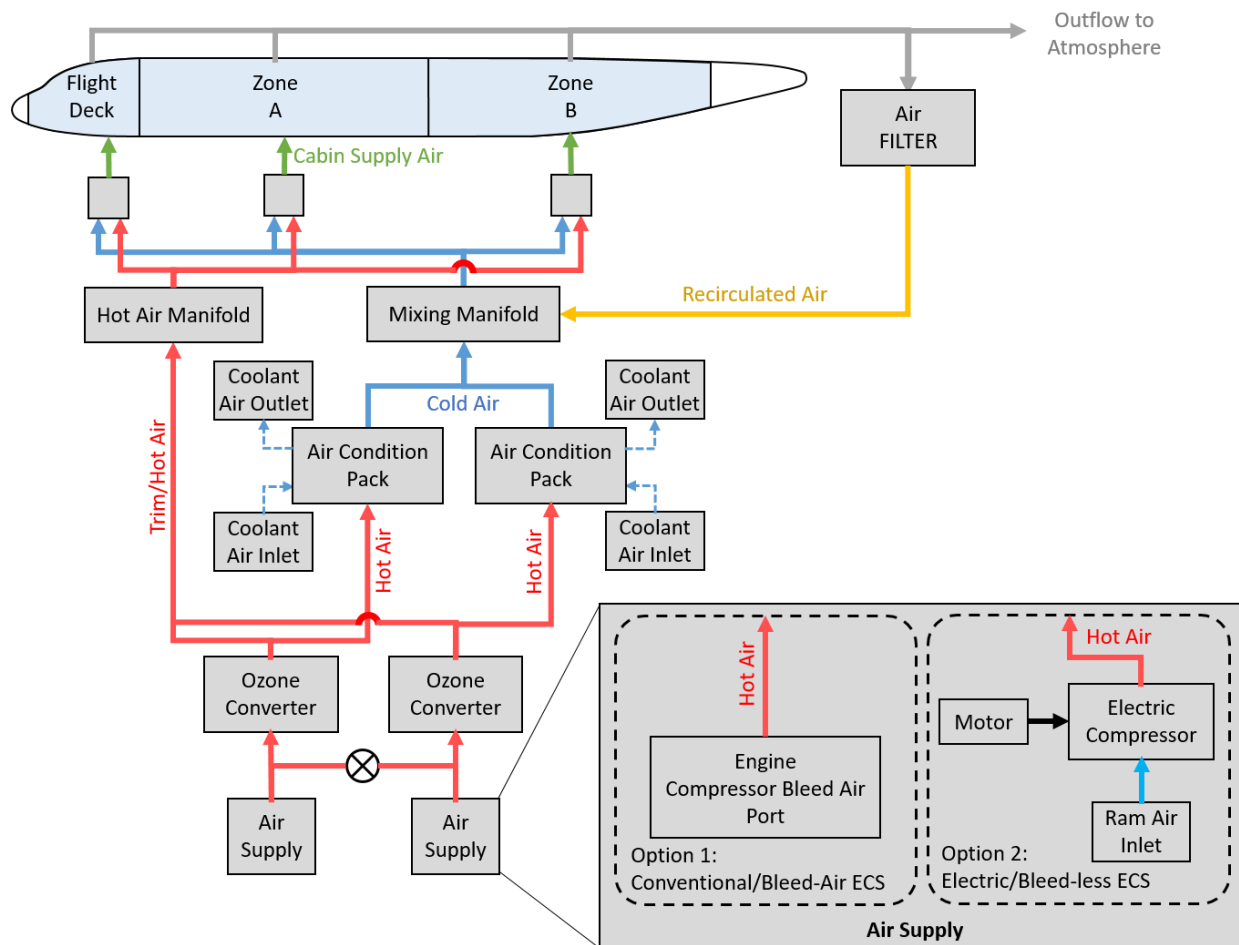 Outflow to
Atmosphere
Flight
Deck
Zone
A
Zone
B
Air
FILTER
Cabin Supply Air
Recirculated Air
Hot Air Manifold
Mixing Manifold
Coolant
Air Outlet
Cold Air
Coolant
Air Outlet
Trim/Hot Air
Air Condition
Pack
Air Condition
Pack
Coolant
Air Inlet
Hot Air
Hot Air
Coolant
Air Inlet
Ozone
Converter
Ozone
Converter
Air
Supply
Air
Supply
Hot Air
Engine
Compressor Bleed Air
Port
Option 1:
Conventional/Bleed-Air ECS
Hot Air
Motor
Electric
Compressor
Ram Air
Inlet
Option 2:
Electric/Bleed-less ECS
Air Supply